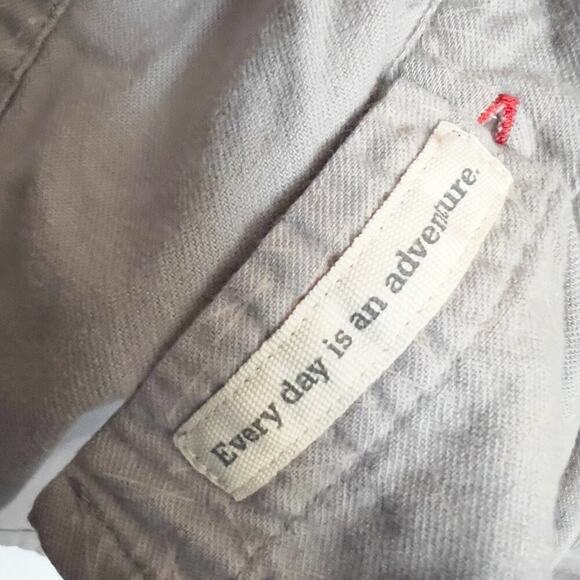 Every day is an adventure.